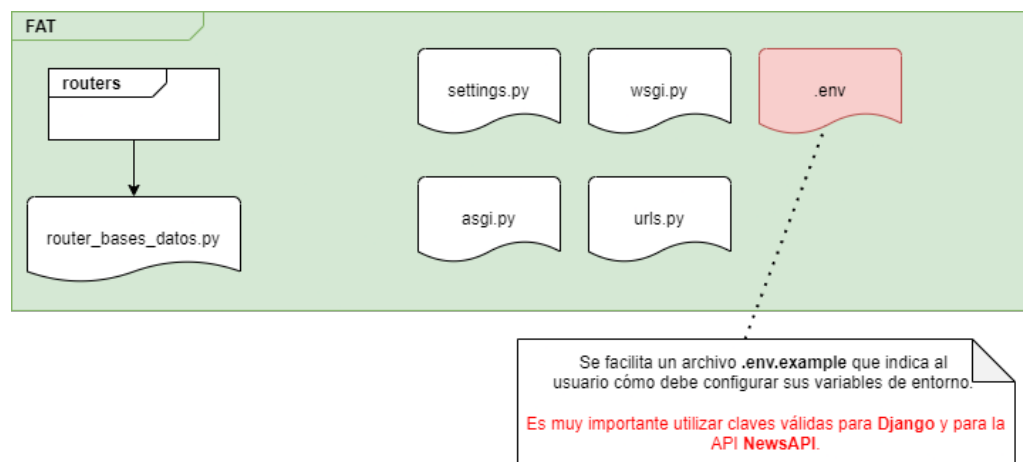 FAT
routers
router_bases_datos.py
settings.py
wsgi.py
.env
asgi.py
urls.py
Se facilita un archivo .env.example que indica al
usuario cómo debe configurar sus variables de entorno.
Es muy importante utilizar claves válidas para Django y para la
API NewsAPI.